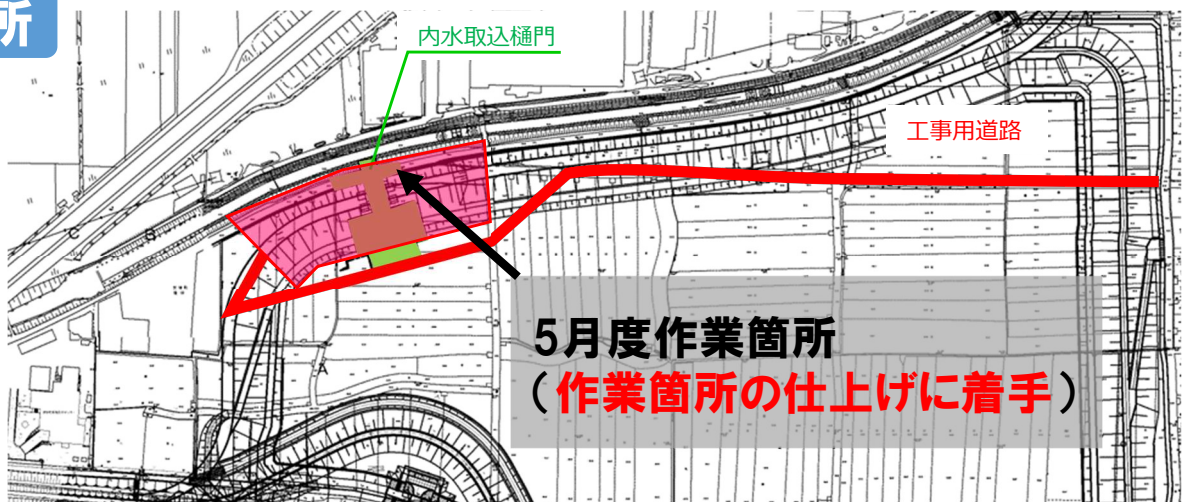 所
内水取込樋門
工事用道路
5月度作業箇所
（作業箇所の仕上げに着手）
C
B
A